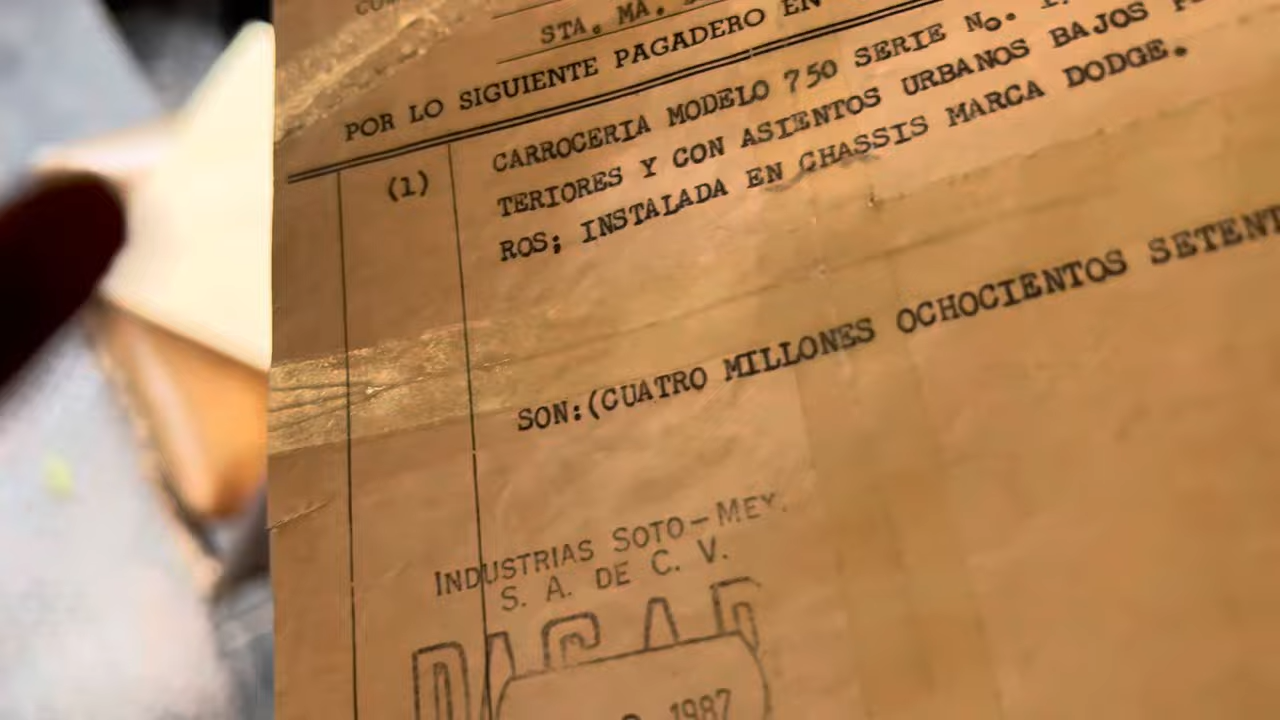 STA. MA.
POR LO SIGUIENTE PAGADERO EN
(1) CARROCERIA MODELO 750 SERIE No.
TERIORES Y CON ASIENTOS URBANOS BAJOS
ROS; INSTALADA EN CHASSIS MARCA DODGE.
SON:(CUATRO MILLONES OCHOCIENTOS SETENT
INDUSTRIAS SOTO-MEY.
S. A. DE C. V.
1987